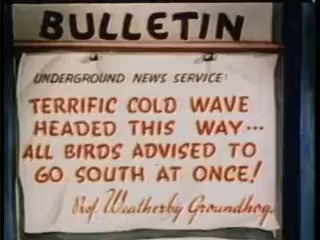 BULLETIN
UNDERGROUND NEWS SERVICE:
TERRIFIC COLD WAVE
HEADED THIS WAY...
ALL BIRDS ADVISED TO
GO SOUTH AT ONCE!
Prof. Weatherby Groundhog.